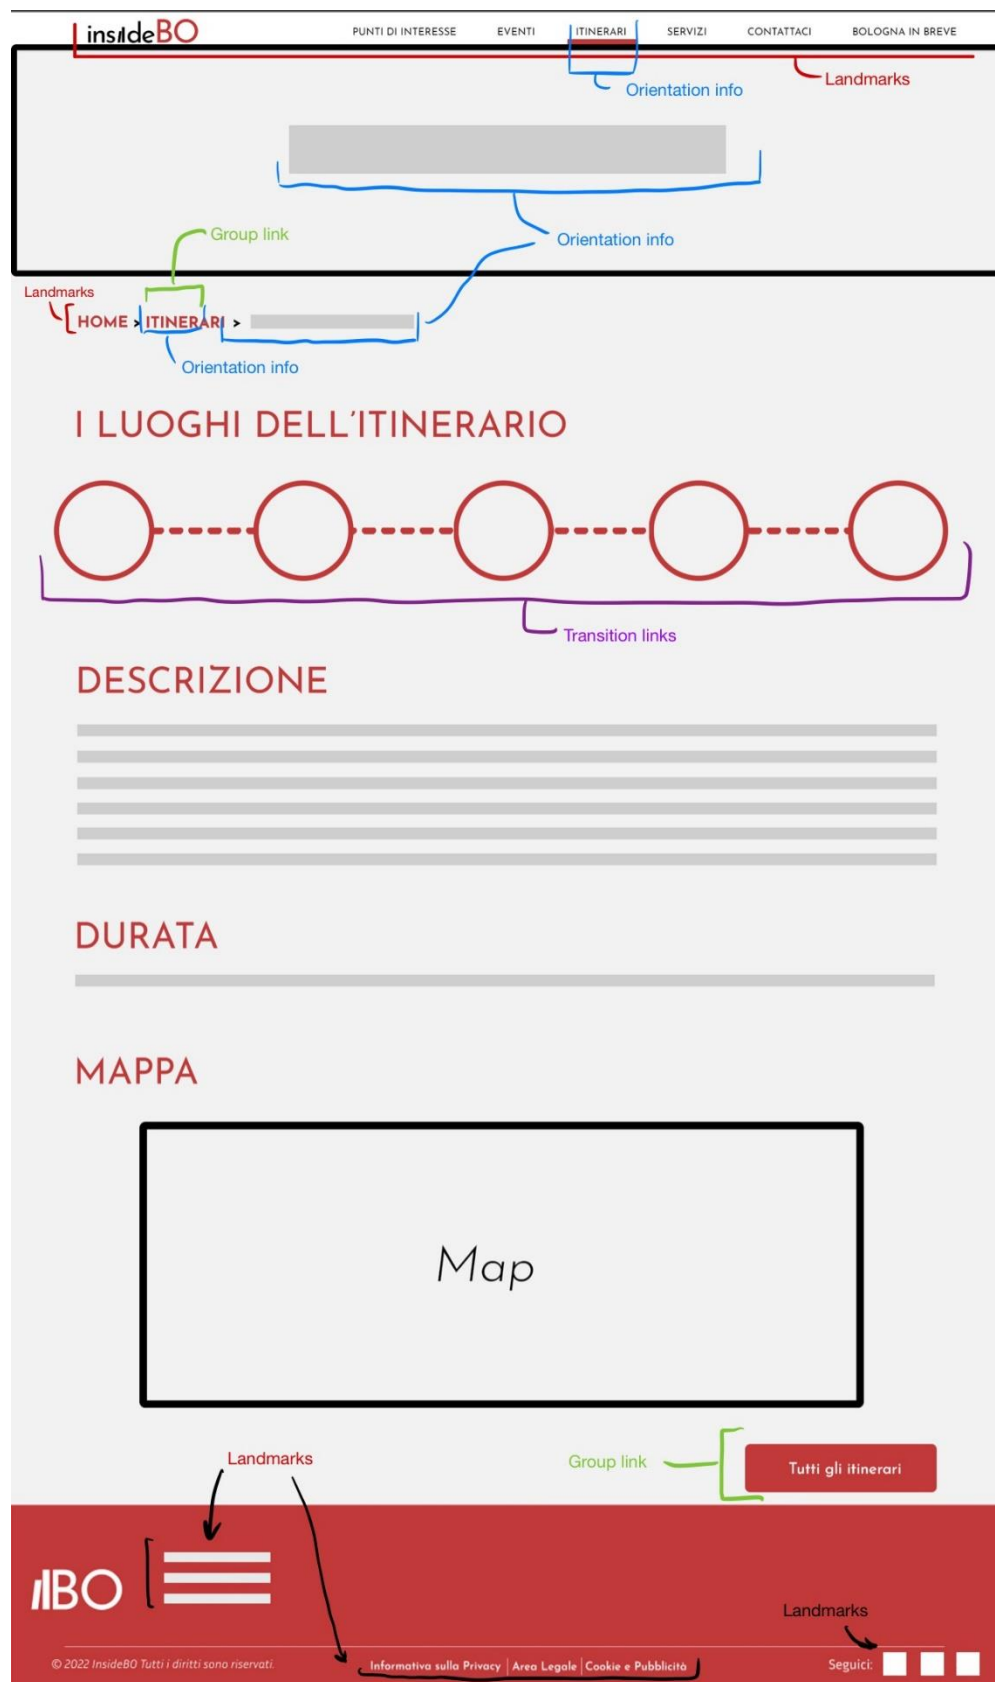 insideBO
PUNTI DI INTERESSE EVENTI ITINERARI SERVIZI CONTATTACI BOLOGNA IN BREVE
Landmarks
Orientation info
Group link
Orientation info
Landmarks
HOME > ITINERARI >
Orientation info
I LUOGHI DELL'ITINERARIO
Transition links
DESCRIZIONE
DURATA
MAPPA
Map
Landmarks
Group link
Tutti gli itinerari
BO
Landmarks
© 2022 InsideBO Tutti i diritti sono riservati.
Informativa sulla Privacy | Area Legale | Cookie e Pubblicità
Seguici: